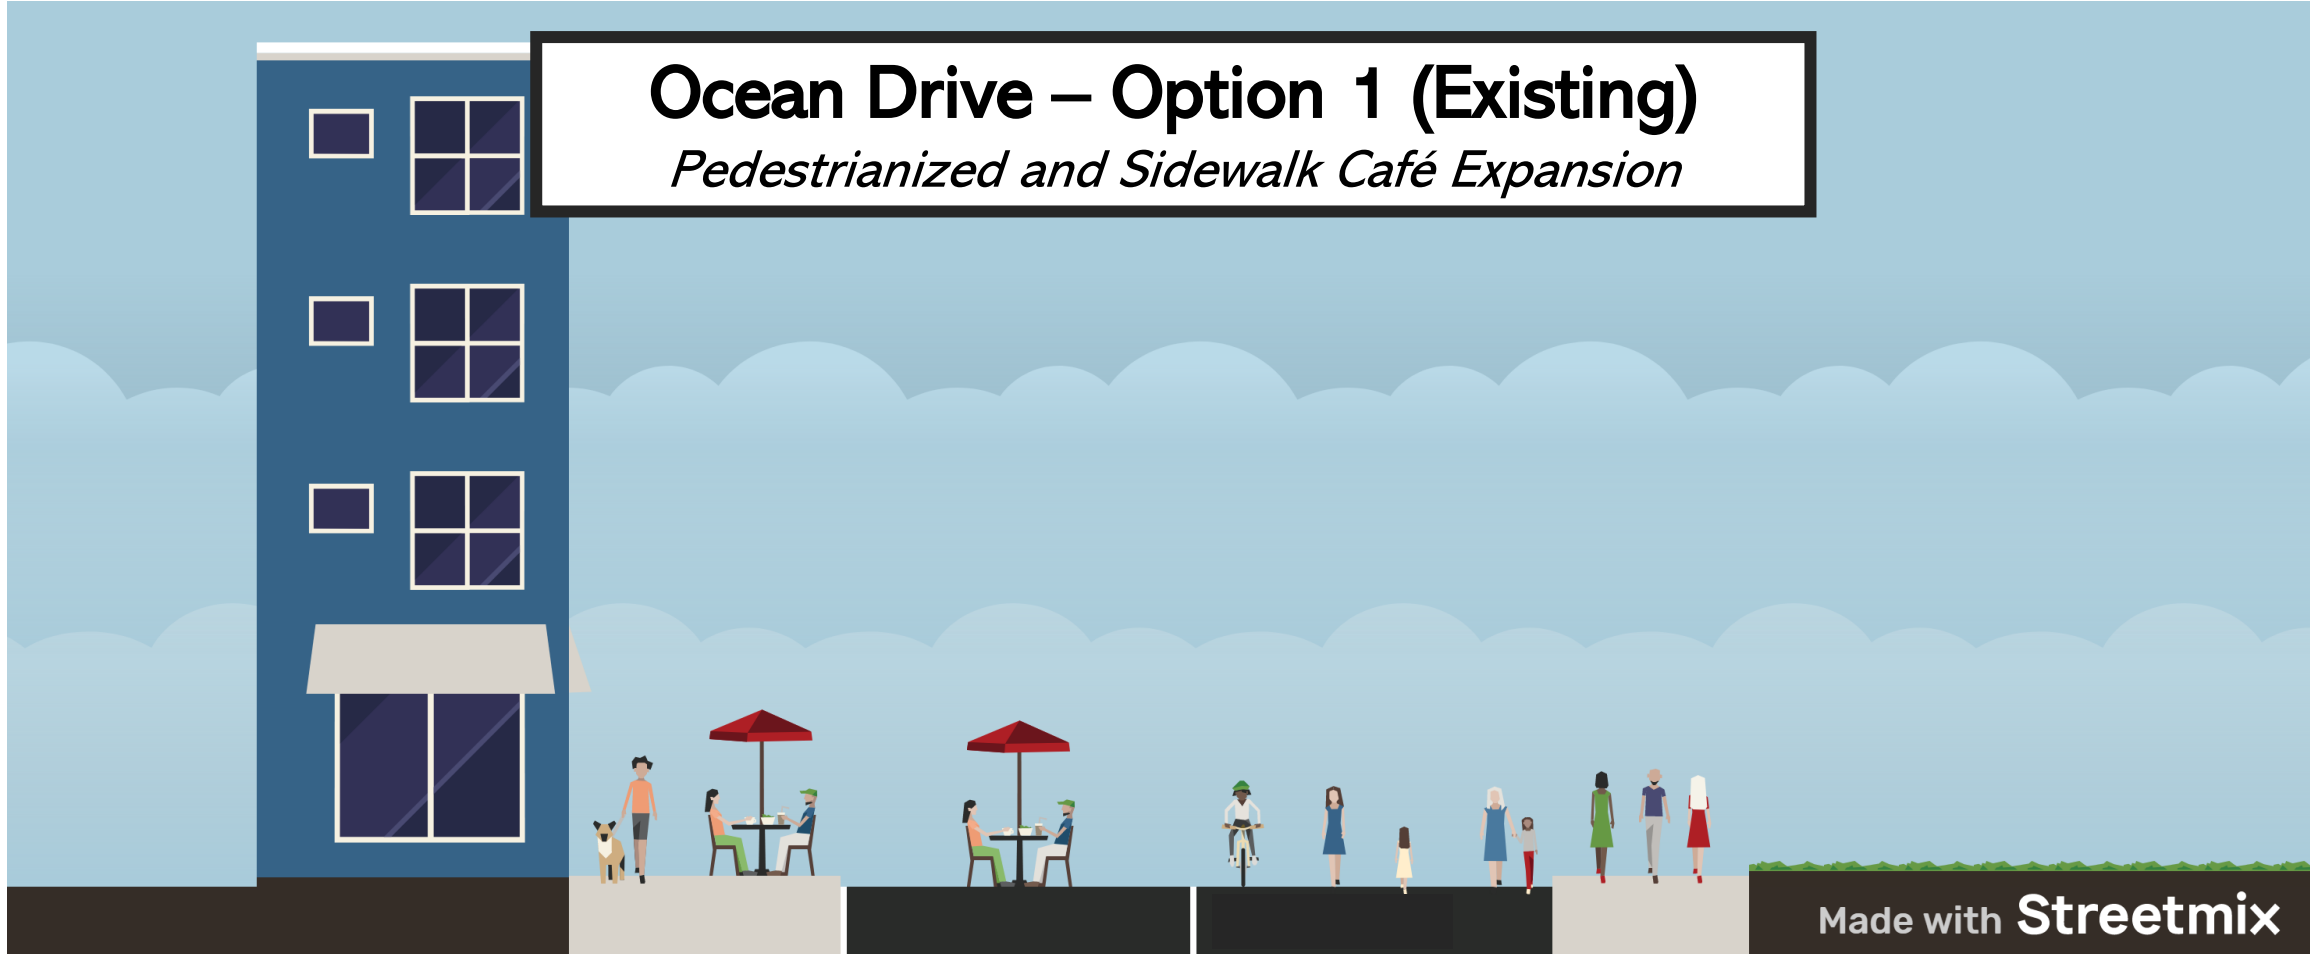 Ocean Drive – Option 1 (Existing)
Pedestrianized and Sidewalk Café Expansion
Made with Streetmix